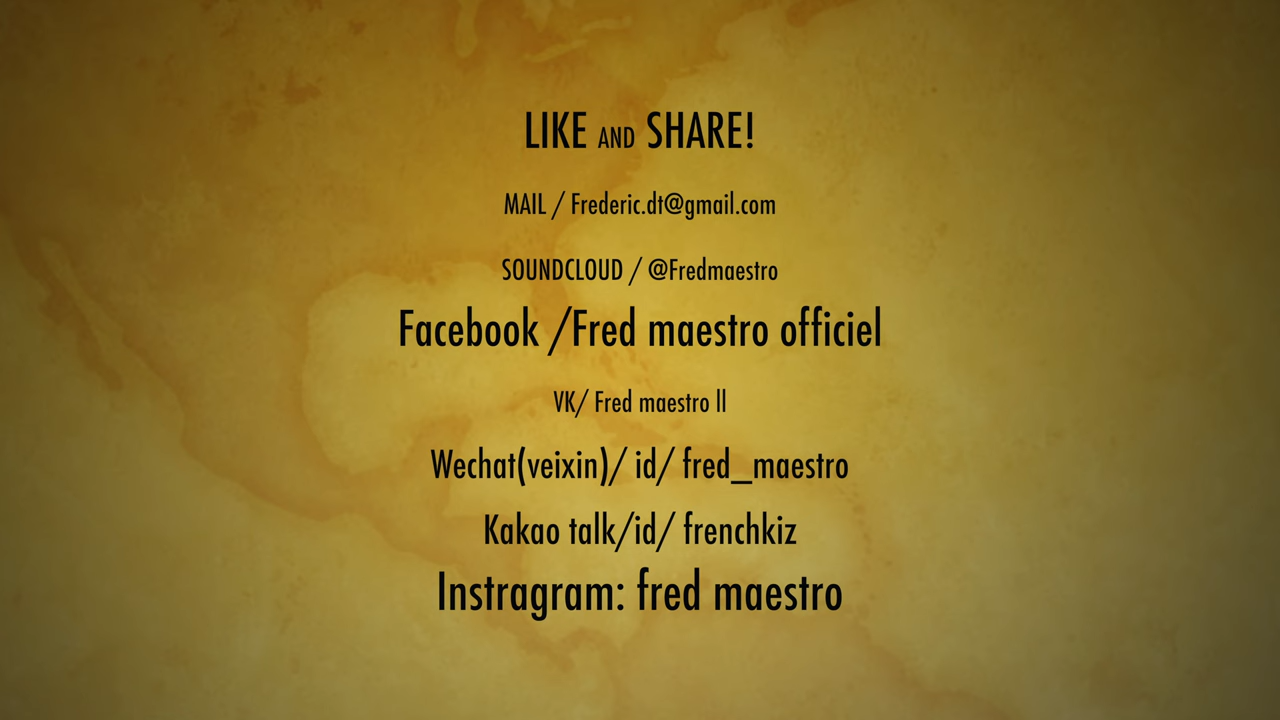 LIKE AND SHARE!
MAIL / Frederic.dt@gmail.com
SOUNDCLOUD / @Fredmaestro
Facebook /Fred maestro officiel
VK/ Fred maestro ll
Wechat(veixin)/ id/ fred_maestro
Kakao talk/id/ frenchkiz
Instragram: fred maestro